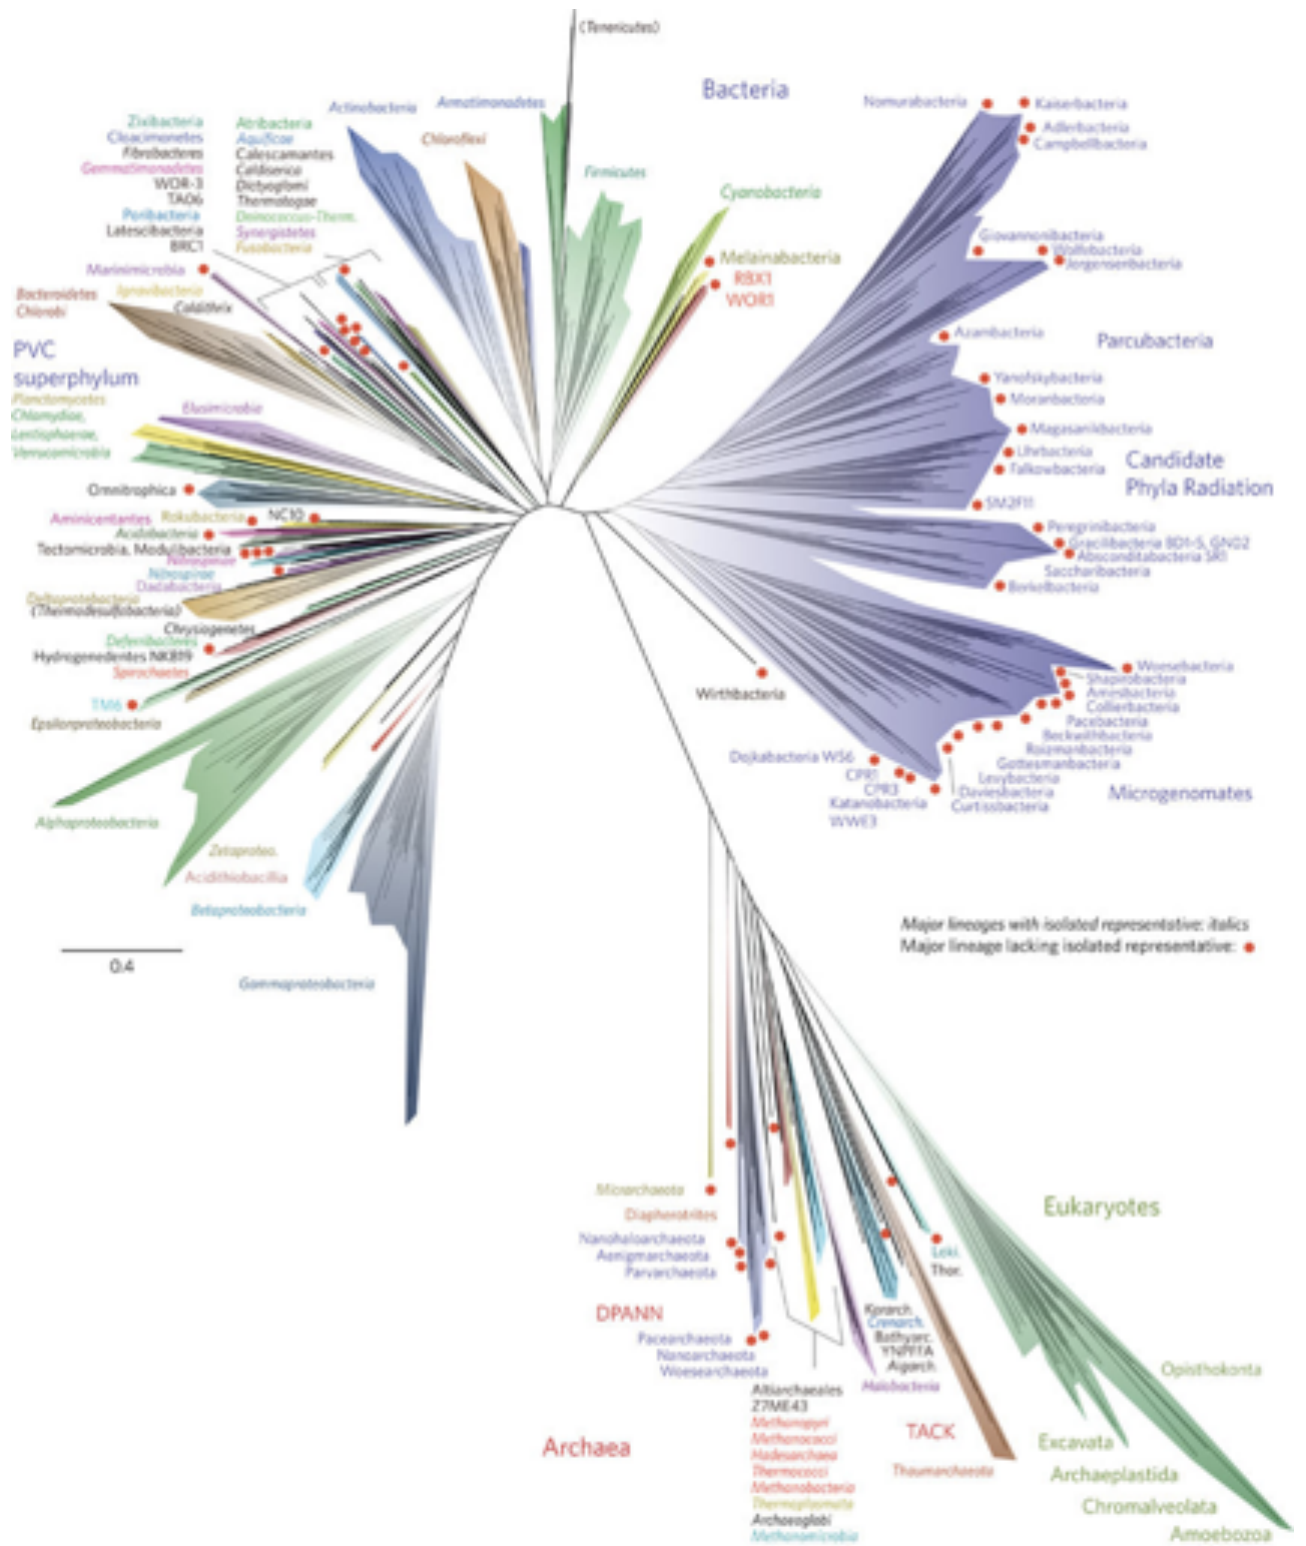 (Tenericutes)
Bacteria
Nomurabacteria
Kaiserbacteria
Adlerbacteria
Campbellbacteria
Actinobacteria
Armatimonadetes
Zixibacteria
Cloacimonetes
Fibrobacteres
Gemmatimonadetes
WOR-3
TA06
Poribacteria
Latescibacteria
BRC1
Atribacteria
Aquificae
Calescamantes
Caldiserica
Dictyoglomi
Thermotogae
Deinococcus-Therm.
Synergistetes
Fusobacteria
Chloroflexi
Firmicutes
Cyanobacteria
Melainabacteria
RBX1
WOR1
Giovannonibacteria
Wolfebacteria
Jorgensenbacteria
Marinimicrobia
Bacteroidetes
Chlorobi
Ignavibacteria
Caldithrix
Azambacteria
Parcubacteria
PVC
superphylum
Planctomycetes
Chlamydiae,
Lentisphaerae,
Verrucomicrobia
Elusimicrobia
Yanofskybacteria
Moranbacteria
Magasanikbacteria
Uhrbacteria
Falkowbacteria
Candidate
Phyla Radiation
SM2F11
Omnitrophica
Aminicentantes
Rokubacteria
NC10
Acidobacteria
Tectomicrobia, Modulibacteria
Nitrospinae
Nitrospirae
Dadabacteria
Deltaproteobacteria
(Thermodesulfobacteria)
Chrysiogenetes
Deferribacteres
Hydrogenedentes NKB19
Spirochaetes
TM6
Epsilonproteobacteria
Peregrinibacteria
Gracilibacteria BD1-5, GN02
Absconditabacteria SR1
Saccharibacteria
Berkelbacteria
Woesebacteria
Shapirobacteria
Amesbacteria
Collierbacteria
Pacebacteria
Beckwithbacteria
Roizmanbacteria
Gottesmanbacteria
Levybacteria
Daviesbacteria
Curtissbacteria
Microgenomates
Wirthbacteria
Dojkabacteria WS6
CPR1
CPR3
Katanobacteria
WWE3
Alphaproteobacteria
Zetaproteo.
Acidithiobacillia
Betaproteobacteria
Major lineages with isolated representative: italics
Major lineage lacking isolated representative:
0.4
Gammaproteobacteria
Micrarchaeota
Diapherotrites
Nanohaloarchaeota
Aenigmarchaeota
Parvarchaeota
DPANN
Pacearchaeota
Nanoarchaeota
Woesearchaeota
Eukaryotes
Loki.
Thor.
Korarch.
Crenarch.
Bathyarc.
YNPFFA
Aigarch.
Halobacteria
Altiarchaeales
Z7ME43
Methanopyri
Methanococci
Hadesarchaea
Thermococci
Methanobacteria
Thermoplasmata
Archaeoglobi
Methanomicrobia
Archaea
TACK
Thaumarchaeota
Opisthokonta
Excavata
Archaeplastida
Chromalveolata
Amoebozoa